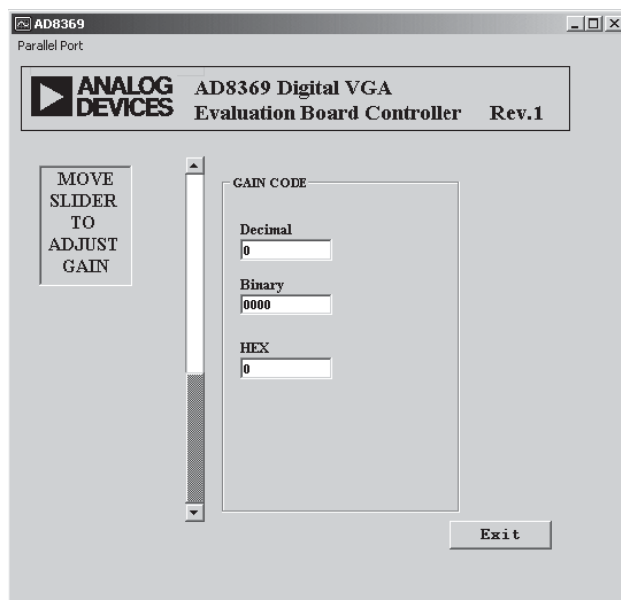 AD8369
Parallel Port
ANALOG
DEVICES
AD8369 Digital VGA
Evaluation Board Controller Rev.1
MOVE
SLIDER
TO
ADJUST
GAIN
GAIN CODE
Decimal
0
Binary
0000
HEX
0
Exit